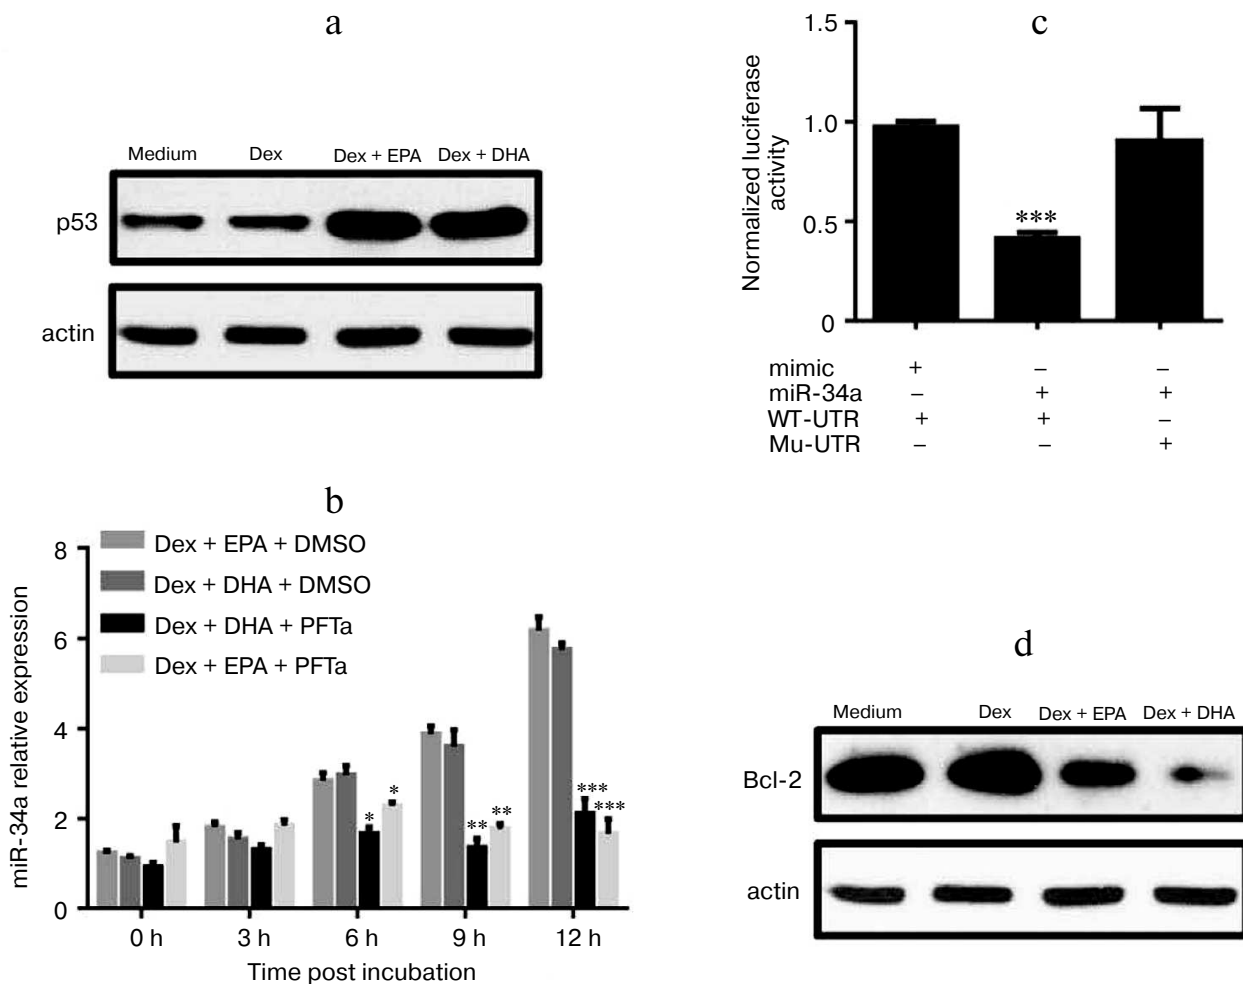 a
Medium Dex Dex + EPA Dex + DHA
p53
actin
b
miR-34a relative expression
8
6
4
2
0
Dex + EPA + DMSO
Dex + DHA + DMSO
Dex + DHA + PFTa
Dex + EPA + PFTa
* *
** **
*** ***
0 h 3 h 6 h 9 h 12 h
Time post incubation
c
Normalized luciferase
activity
1.5
1.0
0.5
0
***
mimic + – –
miR-34a – + +
WT-UTR + + –
Mu-UTR – – +
d
Medium Dex Dex + EPA Dex + DHA
Bcl-2
actin